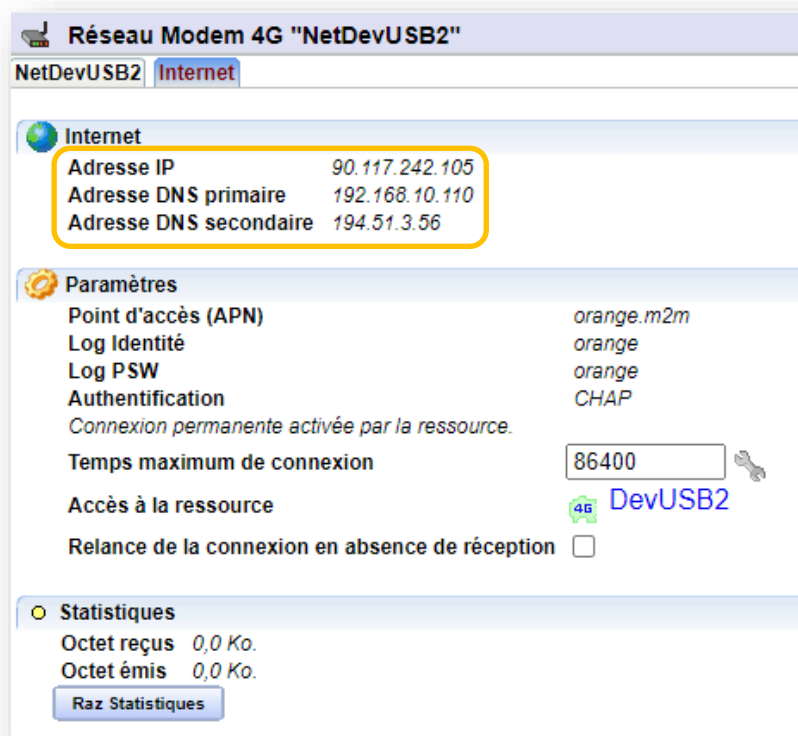 Réseau Modem 4G "NetDevUSB2"
NetDevUSB2 Internet
Internet
Adresse IP 90.117.242.105
Adresse DNS primaire 192.168.10.110
Adresse DNS secondaire 194.51.3.56
Paramètres
Point d'accès (APN) orange.m2m
Log Identité orange
Log PSW orange
Authentification CHAP
Connexion permanente activée par la ressource.
Temps maximum de connexion 86400
Accès à la ressource 4G DevUSB2
Relance de la connexion en absence de réception
Statistiques
Octet reçus 0,0 Ko.
Octet émis 0,0 Ko.
Raz Statistiques